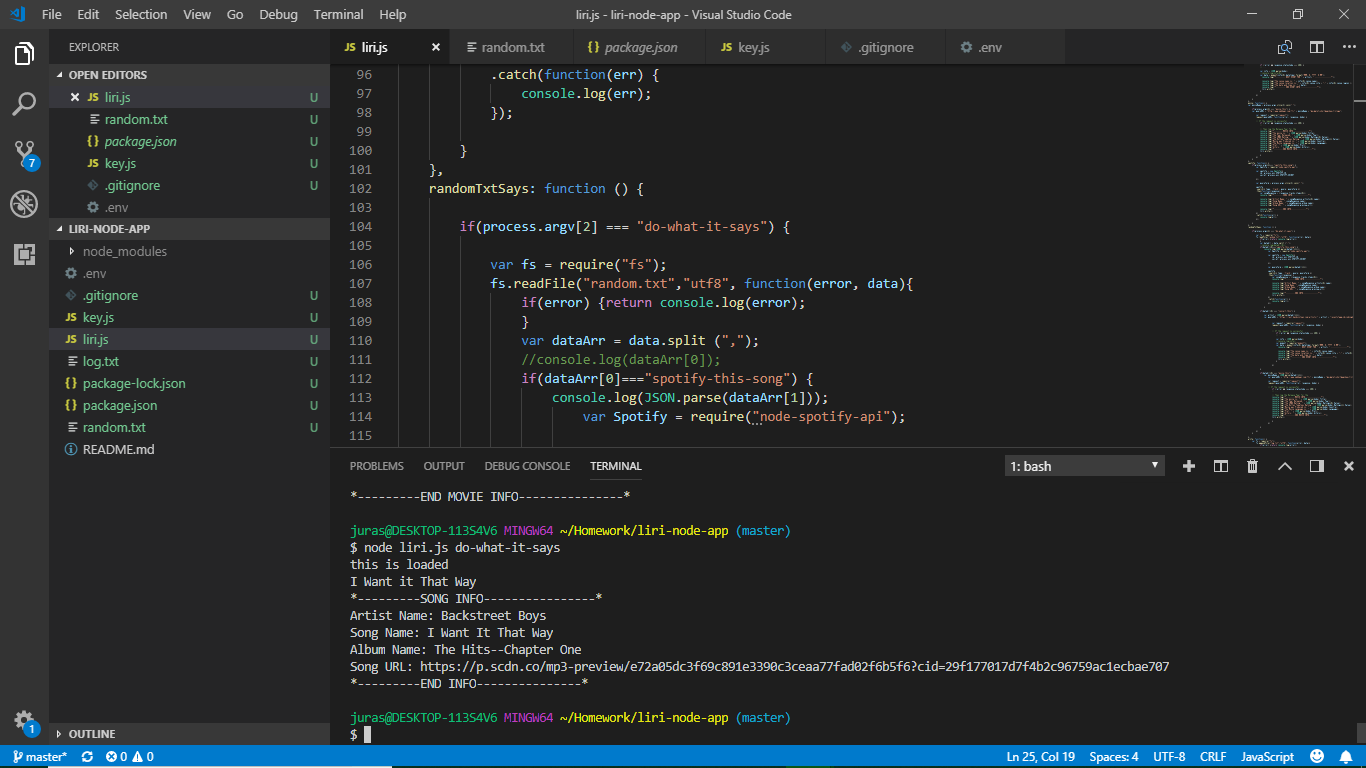 File Edit Selection View Go Debug Terminal Help liri.js - liri-node-app - Visual Studio Code
EXPLORER
OPEN EDITORS
JS liri.js U
random.txt U
{} package.json U
JS key.js U
.gitignore U
.env
LIRI-NODE-APP
node_modules
.env
.gitignore U
JS key.js U
JS liri.js U
log.txt U
{} package-lock.json U
{} package.json U
random.txt U
README.md
OUTLINE
7
1
JS liri.js random.txt {} package.json JS key.js .gitignore .env
96 .catch(function(err) {
97 console.log(err);
98 });
99
100 }
101 },
102 randomTxtSays: function () {
103
104 if(process.argv[2] === "do-what-it-says") {
105
106 var fs = require("fs");
107 fs.readFile("random.txt","utf8", function(error, data){
108 if(error) {return console.log(error);
109 }
110 var dataArr = data.split (",");
111 //console.log(dataArr[0]);
112 if(dataArr[0]==="spotify-this-song") {
113 console.log(JSON.parse(dataArr[1]));
114 var Spotify = require("node-spotify-api");
115
PROBLEMS OUTPUT DEBUG CONSOLE TERMINAL 1: bash
*---------END MOVIE INFO---------------*
juras@DESKTOP-113S4V6 MINGW64 ~/Homework/liri-node-app (master)
$ node liri.js do-what-it-says
this is loaded
I Want it That Way
*---------SONG INFO----------------*
Artist Name: Backstreet Boys
Song Name: I Want It That Way
Album Name: The Hits--Chapter One
Song URL: https://p.scdn.co/mp3-preview/e72a05dc3f69c891e3390c3ceaa77fad02f6b5f6?cid=29f177017d7f4b2c96759ac1ecbae707
*---------END INFO---------------*
juras@DESKTOP-113S4V6 MINGW64 ~/Homework/liri-node-app (master)
$
master* 0 0 Ln 25, Col 19 Spaces: 4 UTF-8 CRLF JavaScript